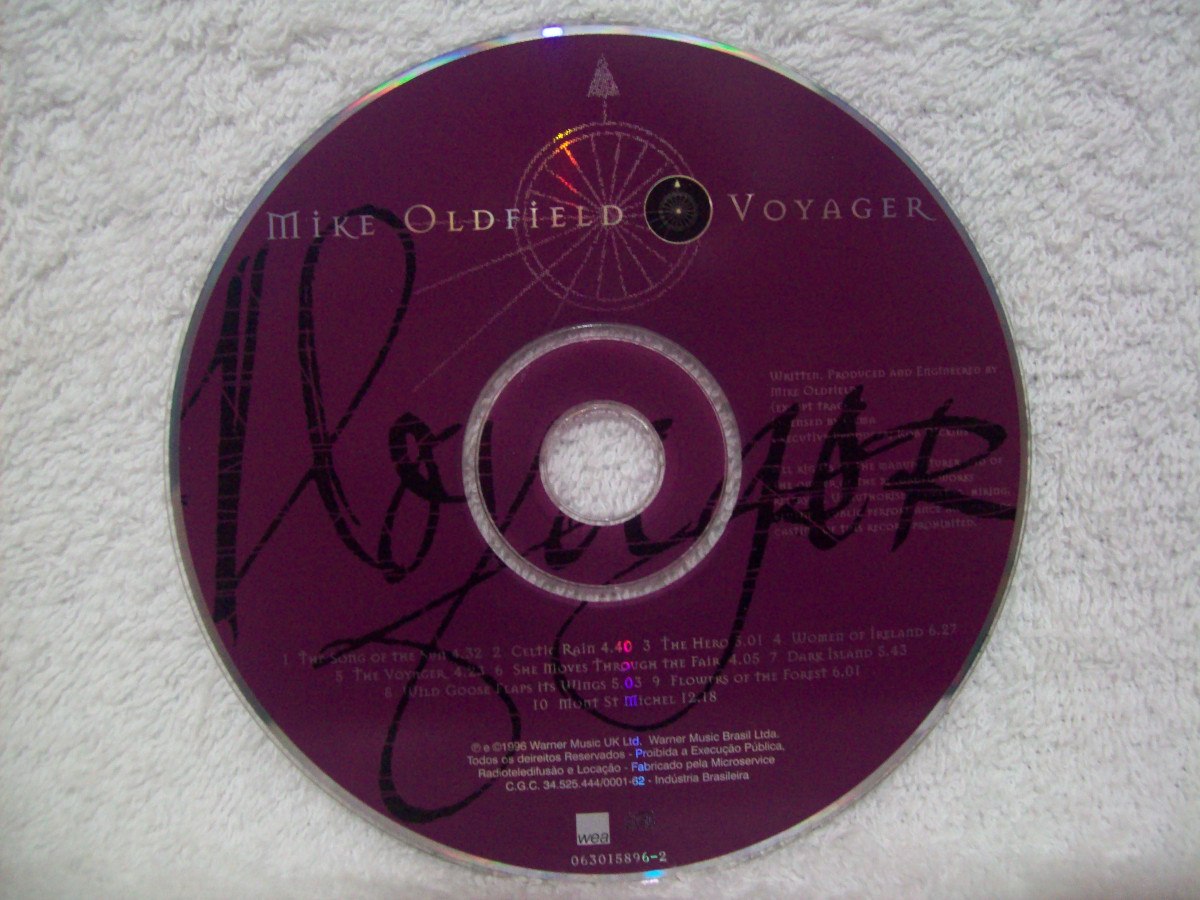 Mike Oldfield Voyager
Voyager
Written, Produced and Engineered by
Mike Oldfield
1 The Song of the Sun 4.32 2 Celtic Rain 4.40 3 The Hero 5.01 4 Women of Ireland 6.27
5 The Voyager 6 She Moves Through the Fair 4.05 7 Dark Island 5.43
8 Wild Goose Flaps its Wings 5.03 9 Flowers of the Forest 6.01
10 Mont St Michel 12.18
℗ e ©1996 Warner Music UK Ltd. Warner Music Brasil Ltda.
Todos os deireitos Reservados - Proibida a Execução Pública,
Radioteledifusão e Locação - Fabricado pela Microservice
C.G.C. 34.525.444/0001-62 - Indústria Brasileira
wea
063015896-2